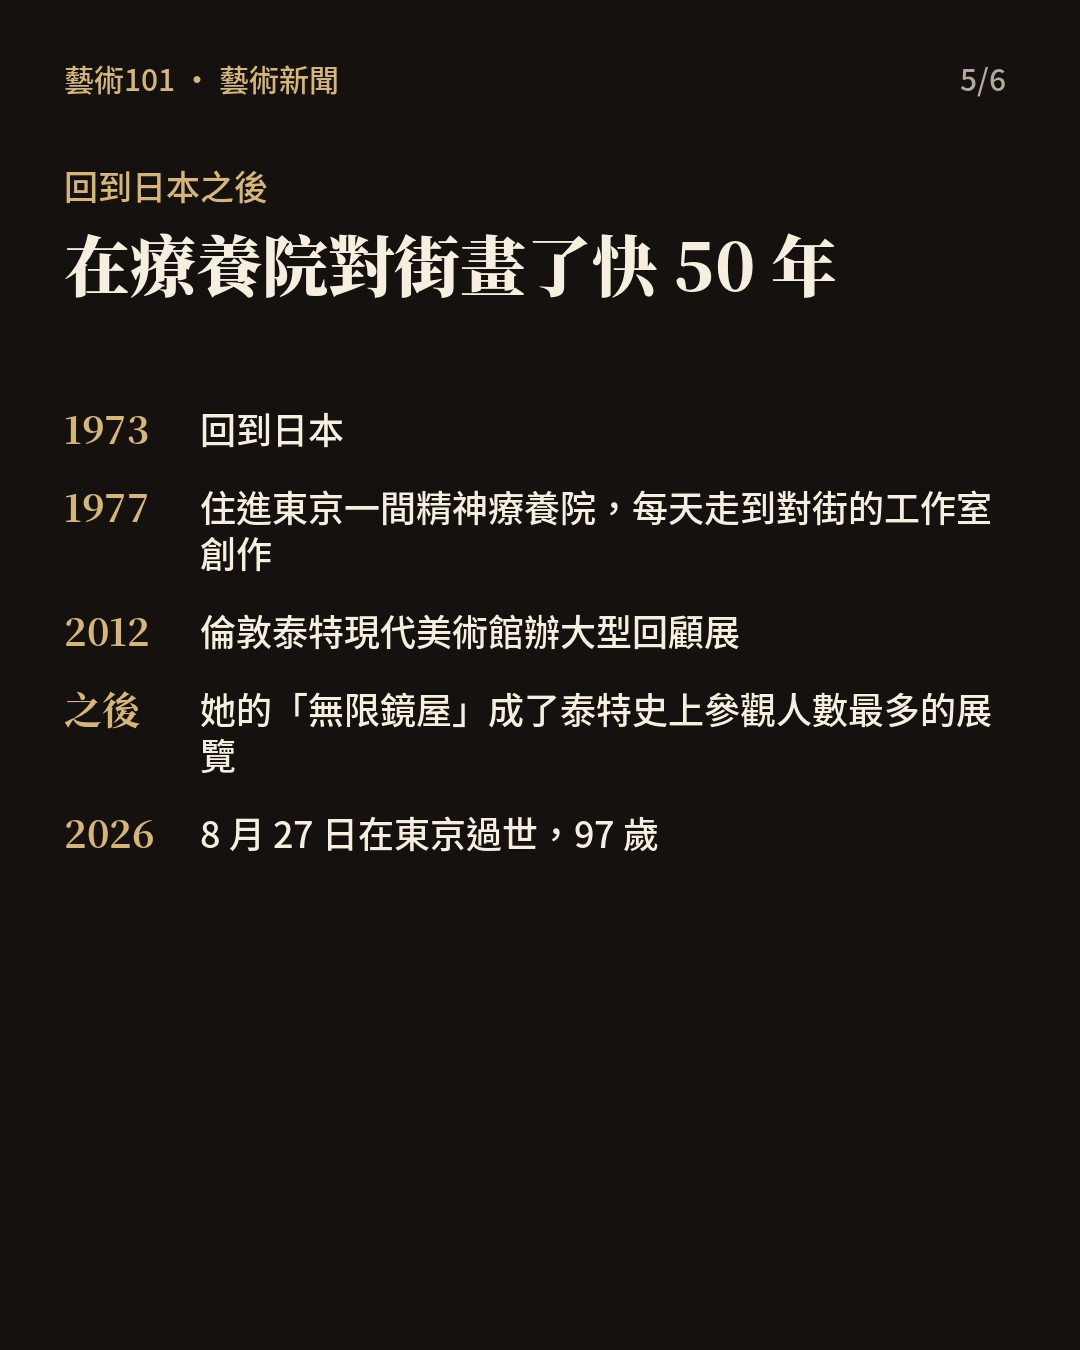 藝術101 · 藝術新聞
5/6
回到日本之後
在療養院對街畫了快 50 年
1973 回到日本
1977 住進東京一間精神療養院，每天走到對街的工作室
創作
2012 倫敦泰特現代美術館辦大型回顧展
之後 她的「無限鏡屋」成了泰特史上參觀人數最多的展
覽
2026 8 月 27 日在東京過世，97 歲